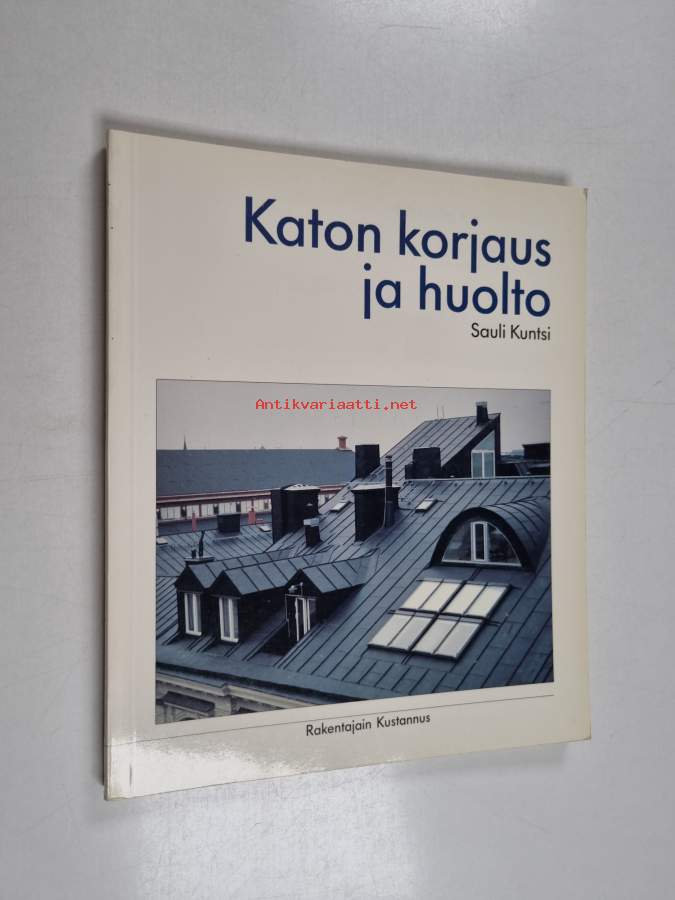 Katon korjaus
ja huolto
Sauli Kuntsi
Antikvariaatti.net
Rakentajain Kustannus